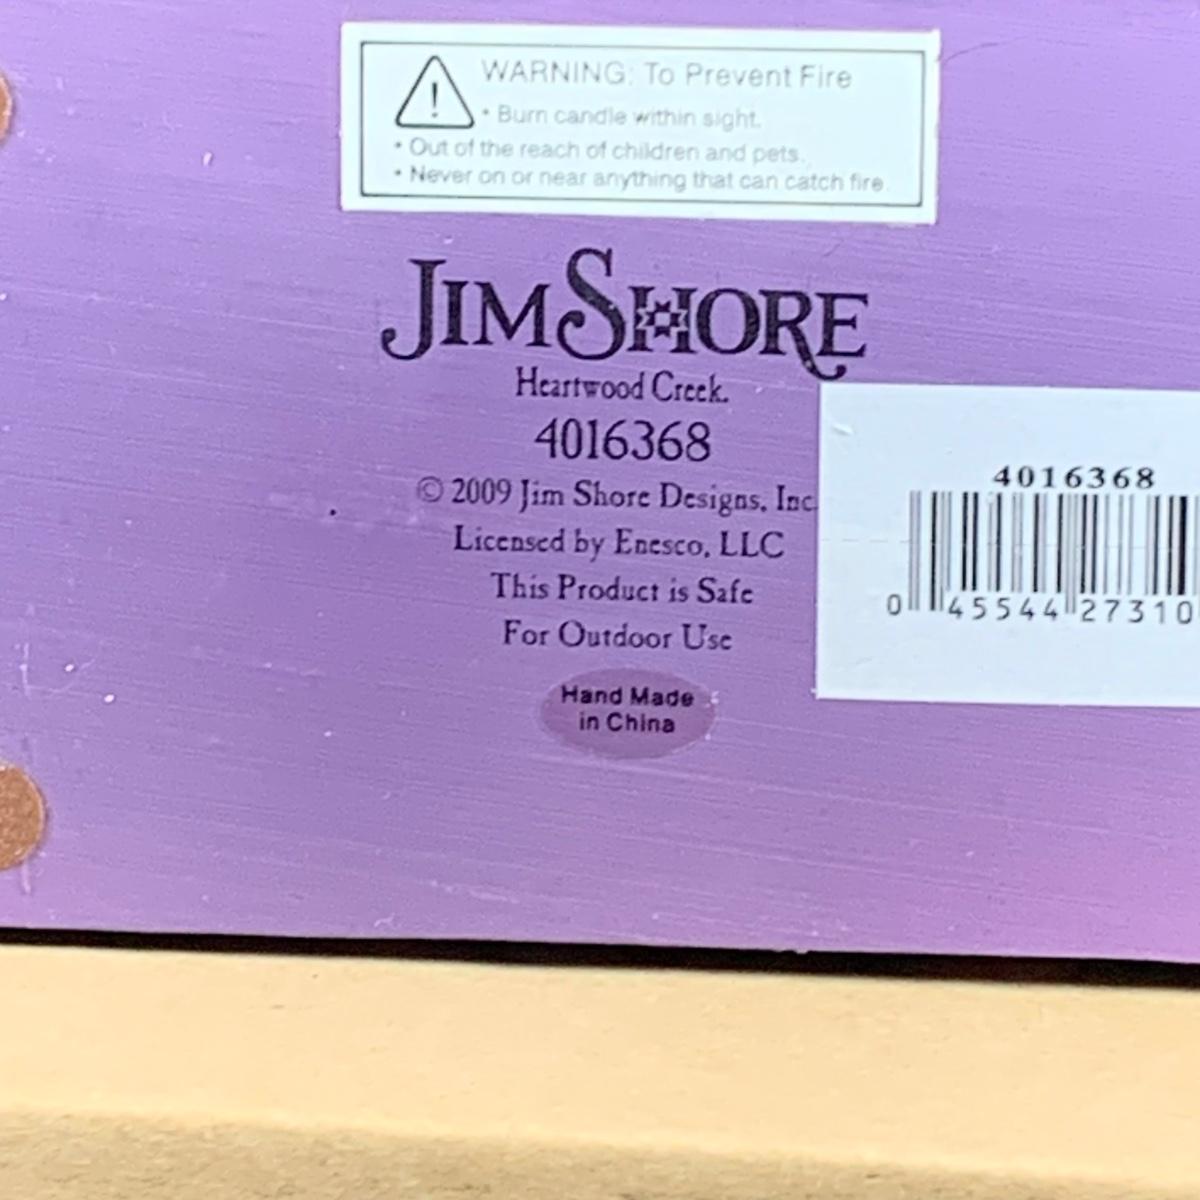 WARNING: To Prevent Fire
• Burn candle within sight.
• Out of the reach of children and pets.
• Never on or near anything that can catch fire.
JIM SHORE
Heartwood Creek.
4016368
© 2009 Jim Shore Designs, Inc
Licensed by Enesco, LLC
This Product is Safe
For Outdoor Use
Hand Made
in China
4016368
0 45544 27310